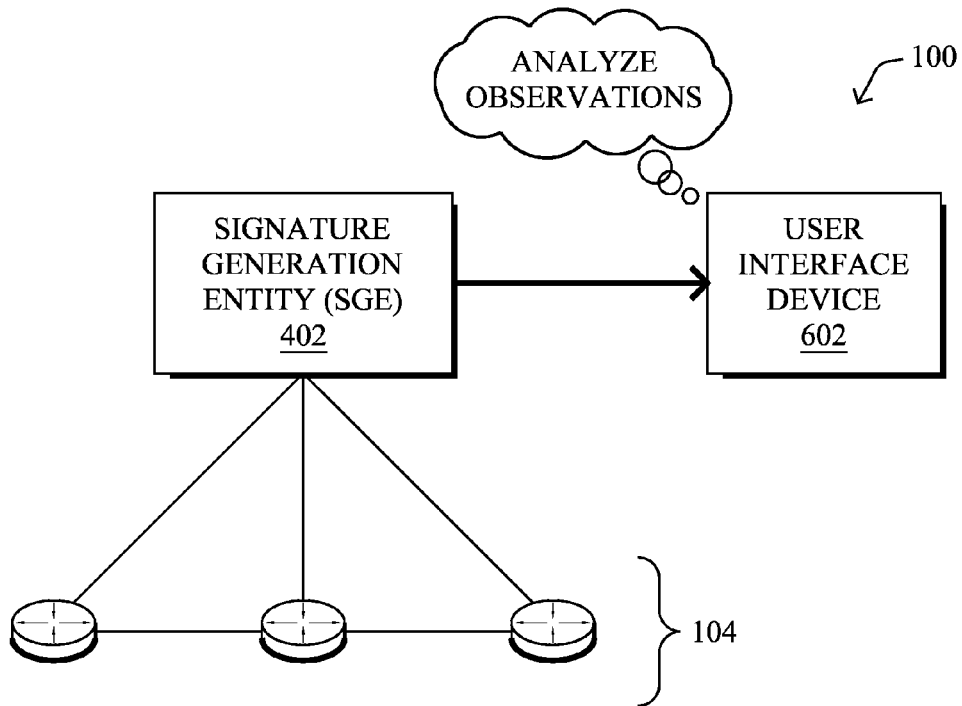 ANALYZE
OBSERVATIONS
100
SIGNATURE
GENERATION
ENTITY (SGE)
402
USER
INTERFACE
DEVICE
602
104